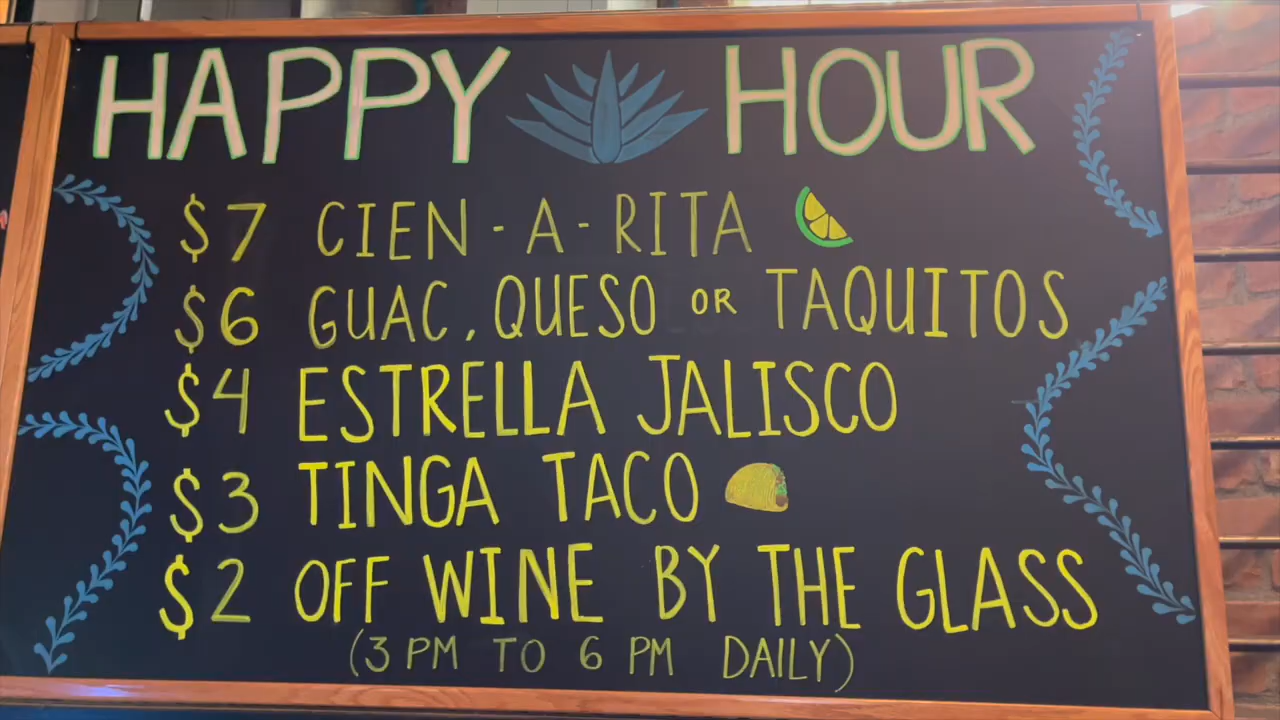 HAPPY HOUR
$7 CIEN-A-RITA
$6 GUAC, QUESO OR TAQUITOS
$4 ESTRELLA JALISCO
$3 TINGA TACO
$2 OFF WINE BY THE GLASS
(3 PM TO 6 PM DAILY)